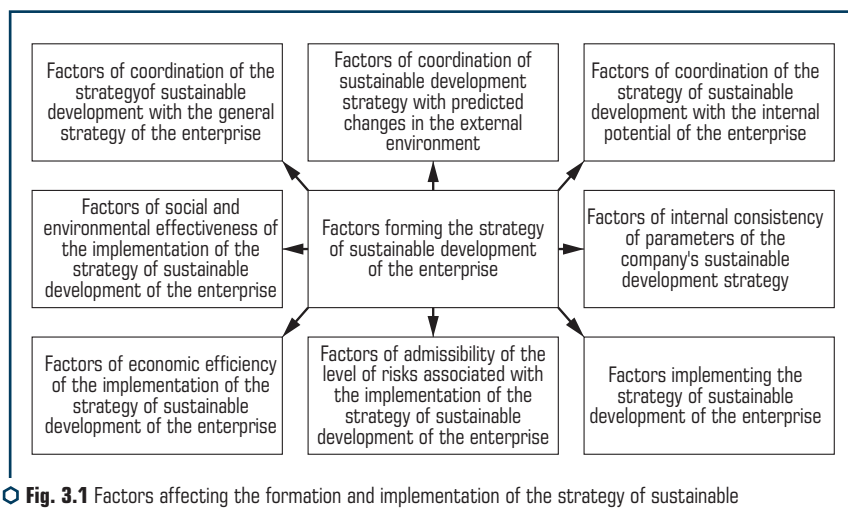 Factors of coordination of the
strategyof sustainable
development with the general
strategy of the enterprise
Factors of coordination of
sustainable development
strategy with predicted
changes in the external
environment
Factors of coordination of the
strategy of sustainable
development with the internal
potential of the enterprise
Factors of social and
environmental effectiveness of
the implementation of the
strategy of sustainable
development of the enterprise
Factors forming the strategy
of sustainable development
of the enterprise
Factors of internal consistency
of parameters of the
company's sustainable
development strategy
Factors of economic efficiency
of the implementation of the
strategy of sustainable
development of the enterprise
Factors of admissibility of the
level of risks associated with
the implementation of the
strategy of sustainable
development of the enterprise
Factors implementing the
strategy of sustainable
development of the enterprise
Fig. 3.1 Factors affecting the formation and implementation of the strategy of sustainable